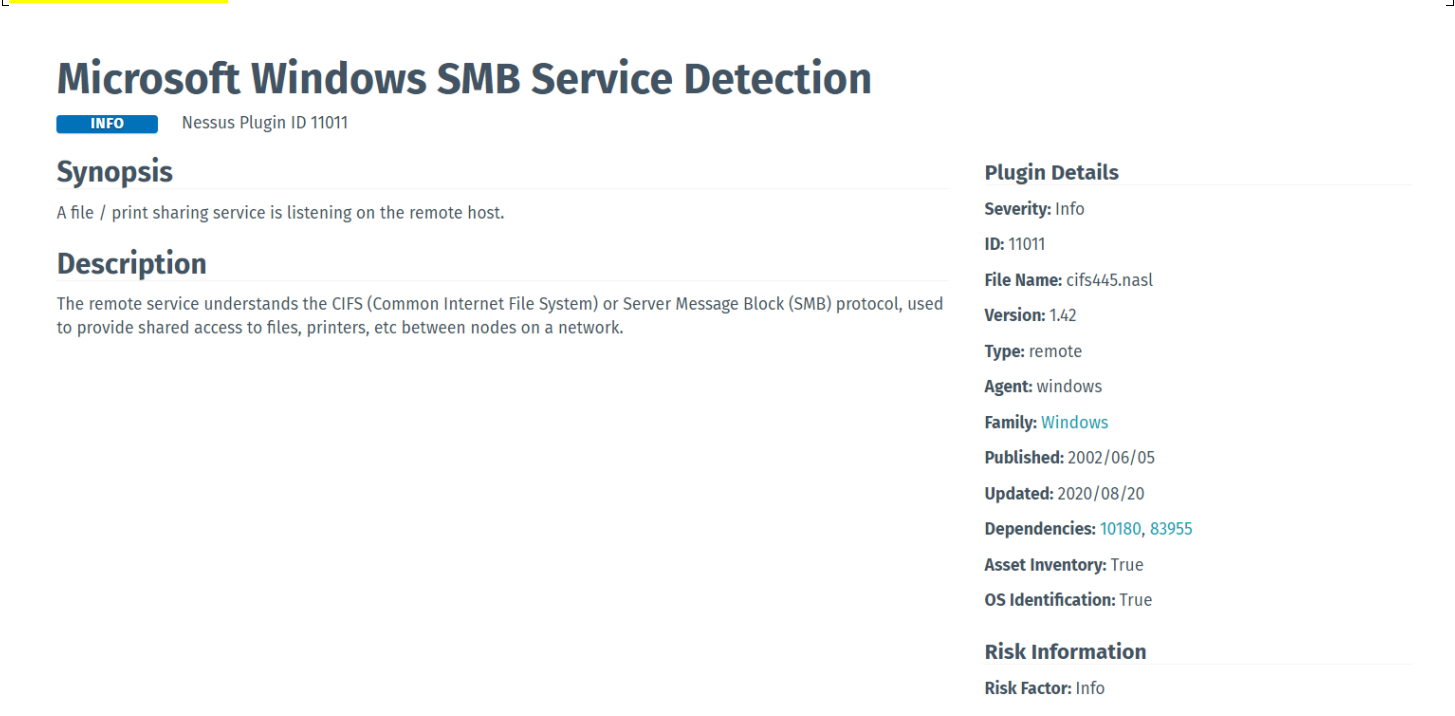 Microsoft Windows SMB Service Detection
INFO Nessus Plugin ID 11011
Synopsis
A file / print sharing service is listening on the remote host.
Description
The remote service understands the CIFS (Common Internet File System) or Server Message Block (SMB) protocol, used
to provide shared access to files, printers, etc between nodes on a network.
Plugin Details
Severity: Info
ID: 11011
File Name: cifs445.nasl
Version: 1.42
Type: remote
Agent: windows
Family: Windows
Published: 2002/06/05
Updated: 2020/08/20
Dependencies: 10180, 83955
Asset Inventory: True
OS Identification: True
Risk Information
Risk Factor: Info